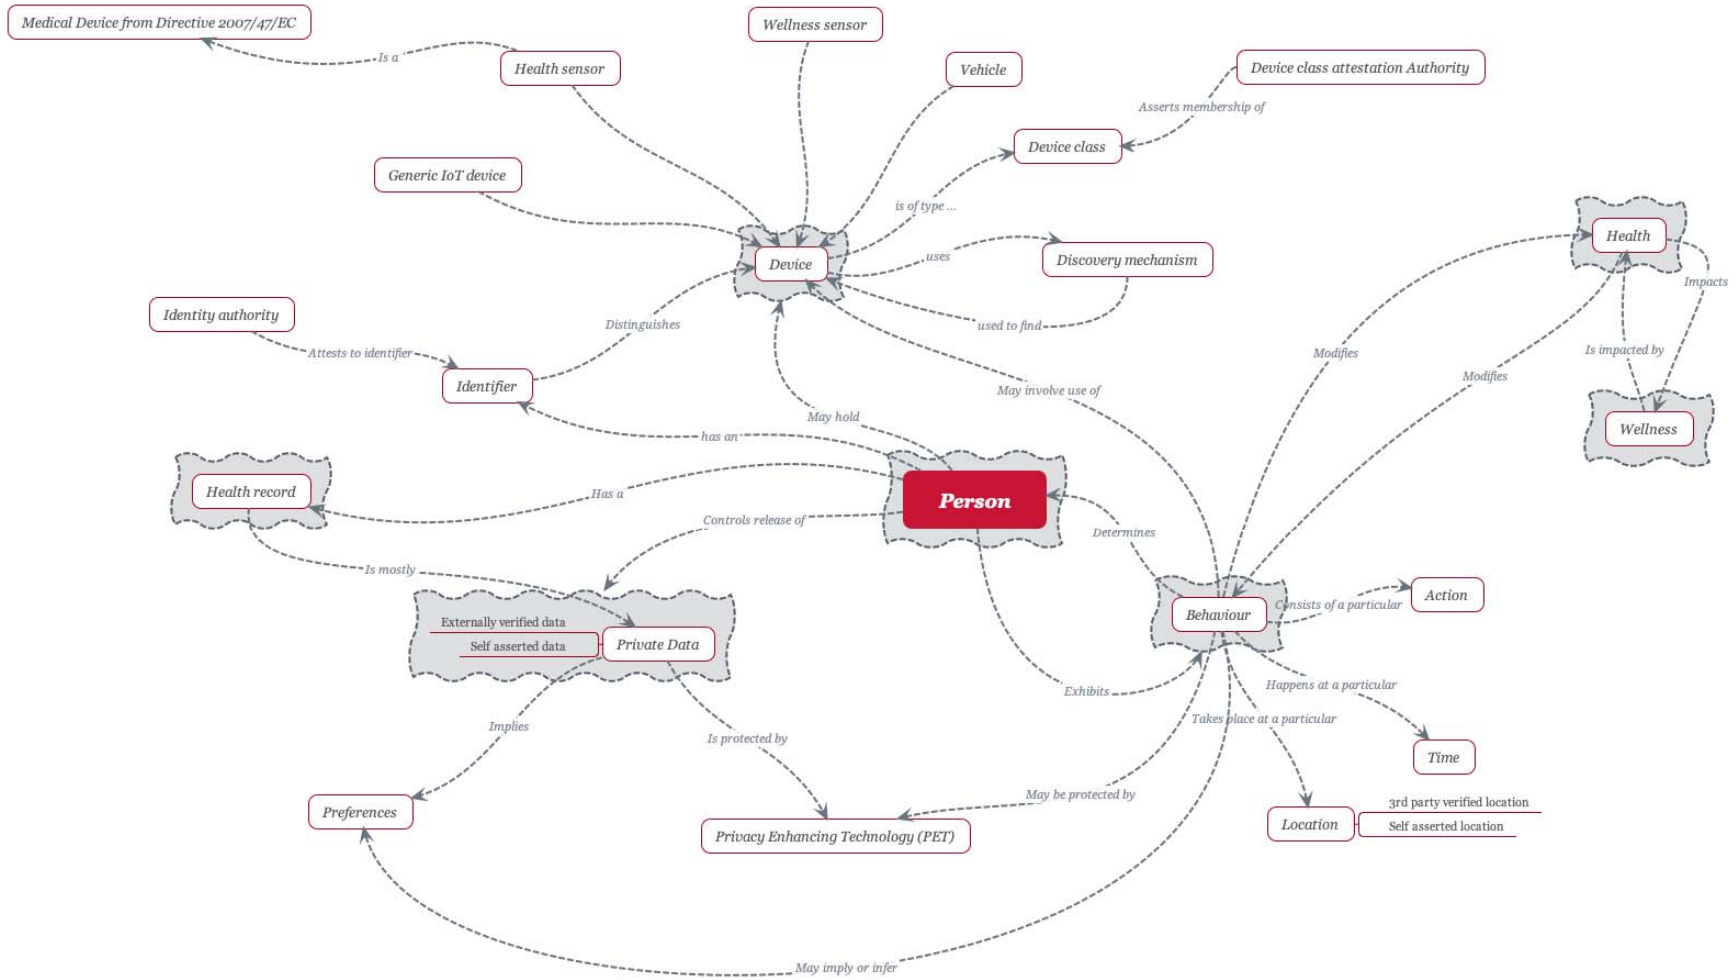 Medical Device from Directive 2007/47/EC
Wellness sensor
Is a
Health sensor
Vehicle
Device class attestation Authority
Asserts membership of
Device class
Generic IoT device
is of type ...
Device
uses
Discovery mechanism
Health
Impacts
Identity authority
Distinguishes
used to find
Attests to identifier
Modifies
Is impacted by
Identifier
May involve use of
Modifies
May hold
has an
Wellness
Health record
Has a
Person
Controls release of
Determines
Is mostly
Externally verified data
Self asserted data
Private Data
Behaviour
Consists of a particular
Action
Exhibits
Happens at a particular
Implies
Is protected by
Takes place at a particular
Time
May be protected by
Preferences
Privacy Enhancing Technology (PET)
Location
3rd party verified location
Self asserted location
May imply or infer